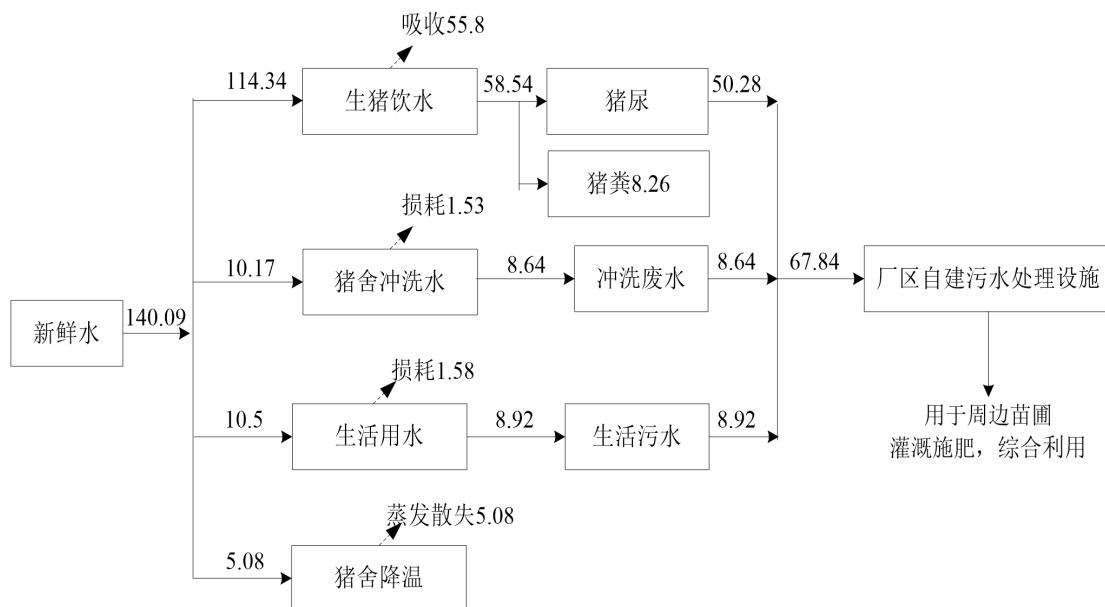 吸收55.8
114.34
生猪饮水
58.54
猪尿
50.28
猪粪8.26
损耗1.53
10.17
猪舍冲洗水
8.64
冲洗废水
8.64
67.84
厂区自建污水处理设施
新鲜水
140.09
损耗1.58
10.5
生活用水
8.92
生活污水
8.92
用于周边苗圃
灌溉施肥，综合利用
蒸发散失5.08
5.08
猪舍降温